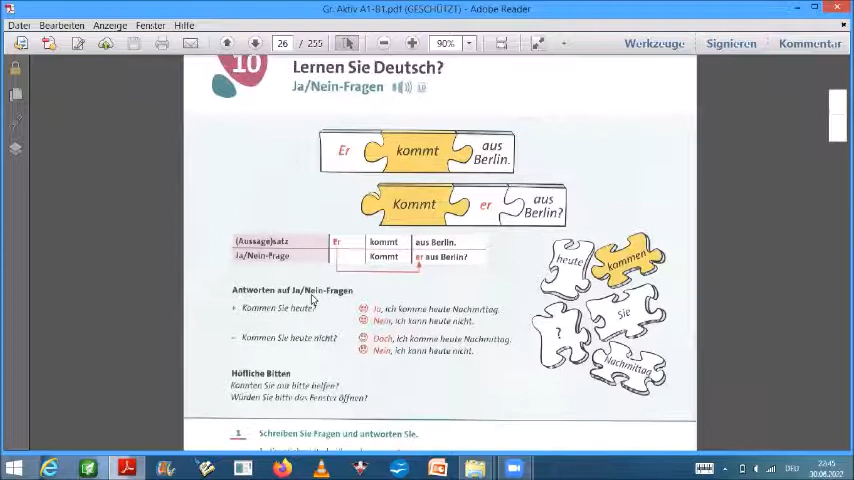 Gr. Aktiv A1-B1.pdf (GESCHÜTZT) - Adobe Reader
Datei Bearbeiten Anzeige Fenster Hilfe
26 / 255 90% Werkzeuge Signieren Kommentar
10 Lernen Sie Deutsch?
Ja/Nein-Fragen
Er kommt aus Berlin.
Kommt er aus Berlin?
(Aussage)satz Er kommt aus Berlin.
Ja/Nein-Frage Kommt er aus Berlin?
heute
kommen
Sie
?
Nachmittag
Antworten auf Ja/Nein-Fragen
+ Kommen Sie heute? Ja, ich komme heute Nachmittag.
Nein, ich kann heute nicht.
– Kommen Sie heute nicht? Doch, ich komme heute Nachmittag.
Nein, ich kann heute nicht.
Höfliche Bitten
Könnten Sie mir bitte helfen?
Würden Sie bitte das Fenster öffnen?
1 Schreiben Sie Fragen und antworten Sie.
DEU
22:45
30.08.2022